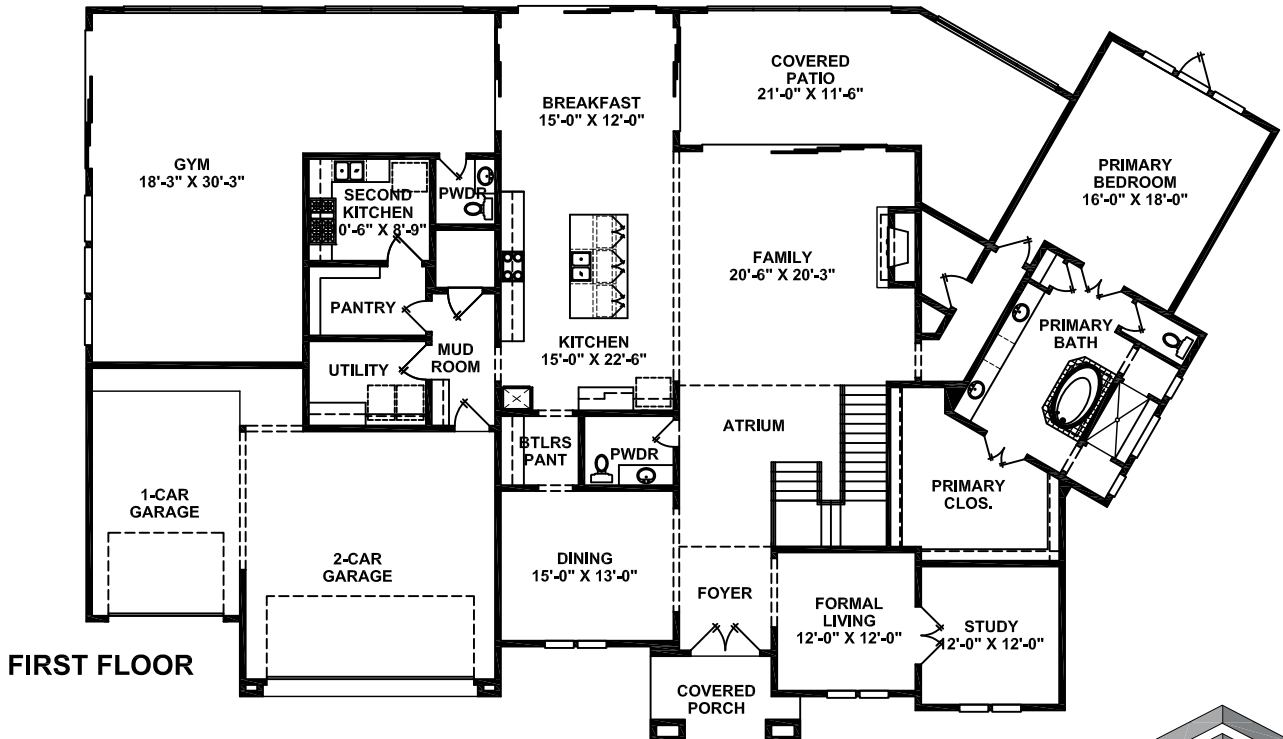 COVERED
PATIO
21'-0" X 11'-6"
BREAKFAST
15'-0" X 12'-0"
GYM
18'-3" X 30'-3"
PRIMARY
BEDROOM
16'-0" X 18'-0"
SECOND
KITCHEN
0'-6" X 8'-9"
PWDR
FAMILY
20'-6" X 20'-3"
PANTRY
KITCHEN
15'-0" X 22'-6"
MUD
ROOM
UTILITY
PRIMARY
BATH
ATRIUM
BTLRS
PANT
PWDR
PRIMARY
CLOS.
1-CAR
GARAGE
2-CAR
GARAGE
DINING
15'-0" X 13'-0"
FOYER
FORMAL
LIVING
12'-0" X 12'-0"
STUDY
12'-0" X 12'-0"
FIRST FLOOR
COVERED
PORCH